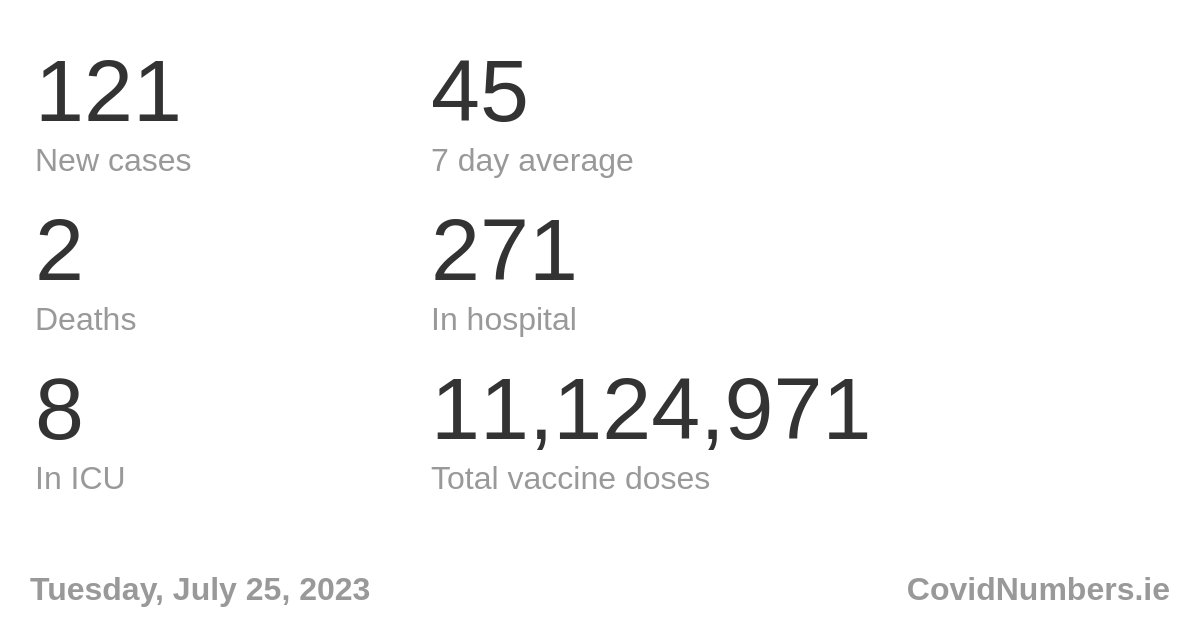 121
45
New cases
7 day average
2
271
Deaths
In hospital
8
11,124,971
In ICU
Total vaccine doses
Tuesday, July 25, 2023
CovidNumbers.ie